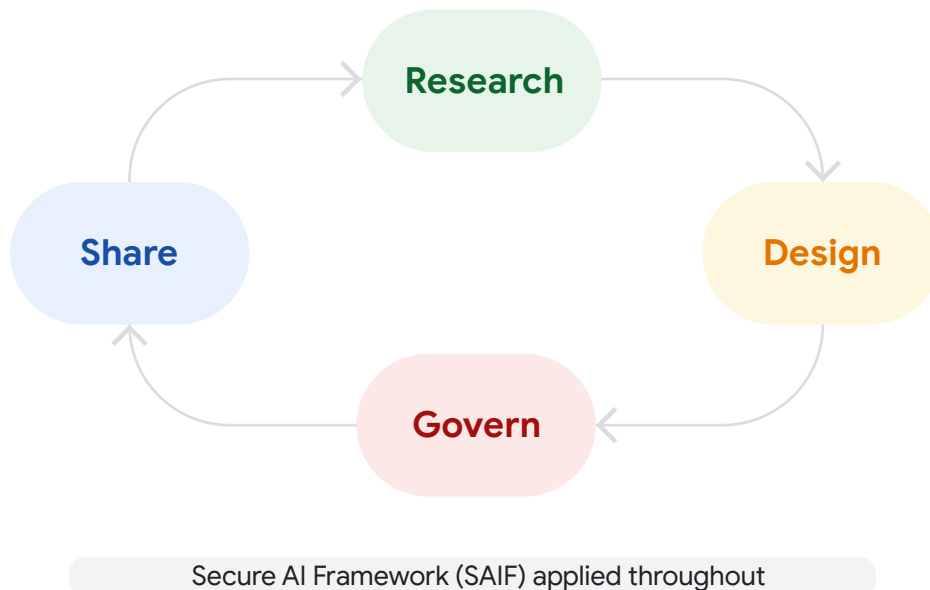 Research
Share
Design
Govern
Secure AI Framework (SAIF) applied throughout